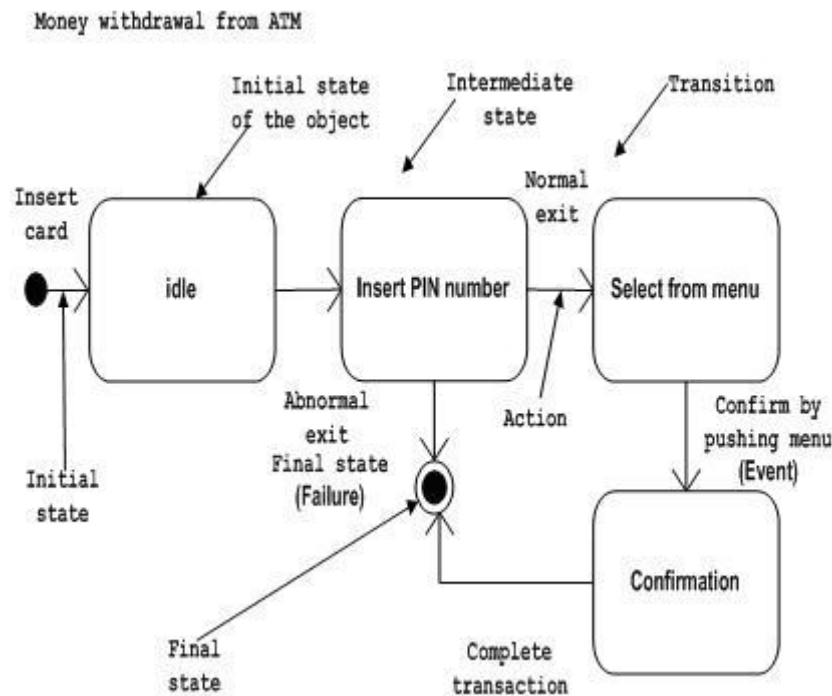 Money withdrawal from ATM
Initial state
of the object
Intermediate
state
Transition
Insert
card
Normal
exit
idle
Insert PIN number
Select from menu
Initial
state
Abnormal
exit
Final state
(Failure)
Action
Confirm by
pushing menu
(Event)
Confirmation
Final
state
Complete
transaction